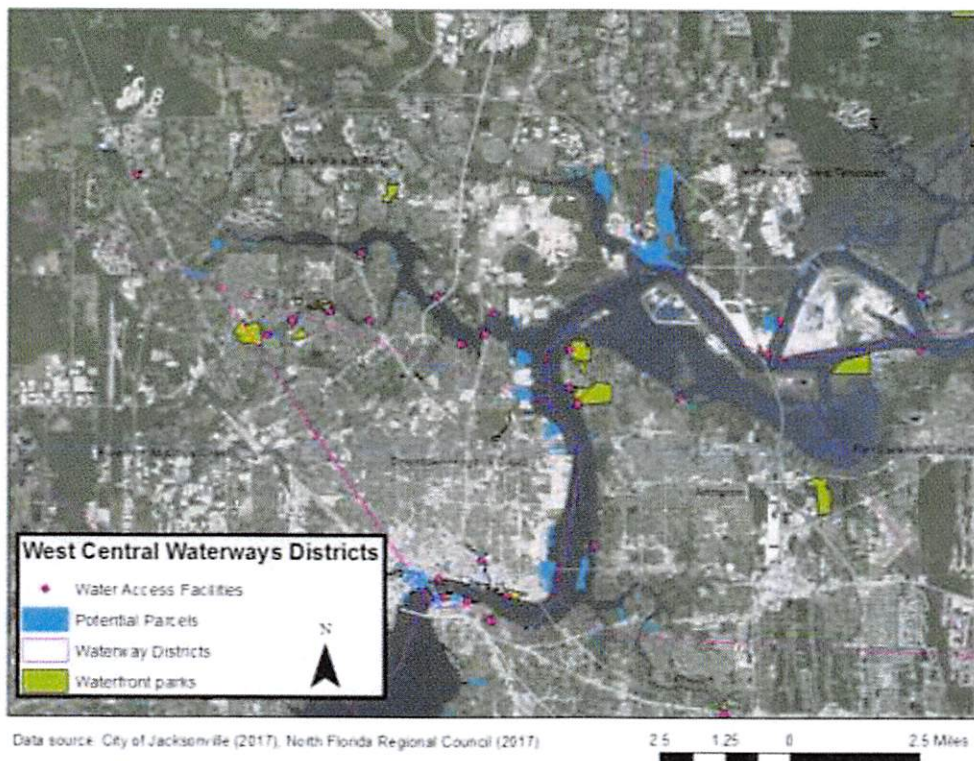 West Central Waterways Districts
Water Access Facilities
Potential Parcels
Waterway Districts
Waterfront parks
N
Data source: City of Jacksonville (2017), North Florida Regional Council (2017)
2.5 1.25 0 2.5 Miles